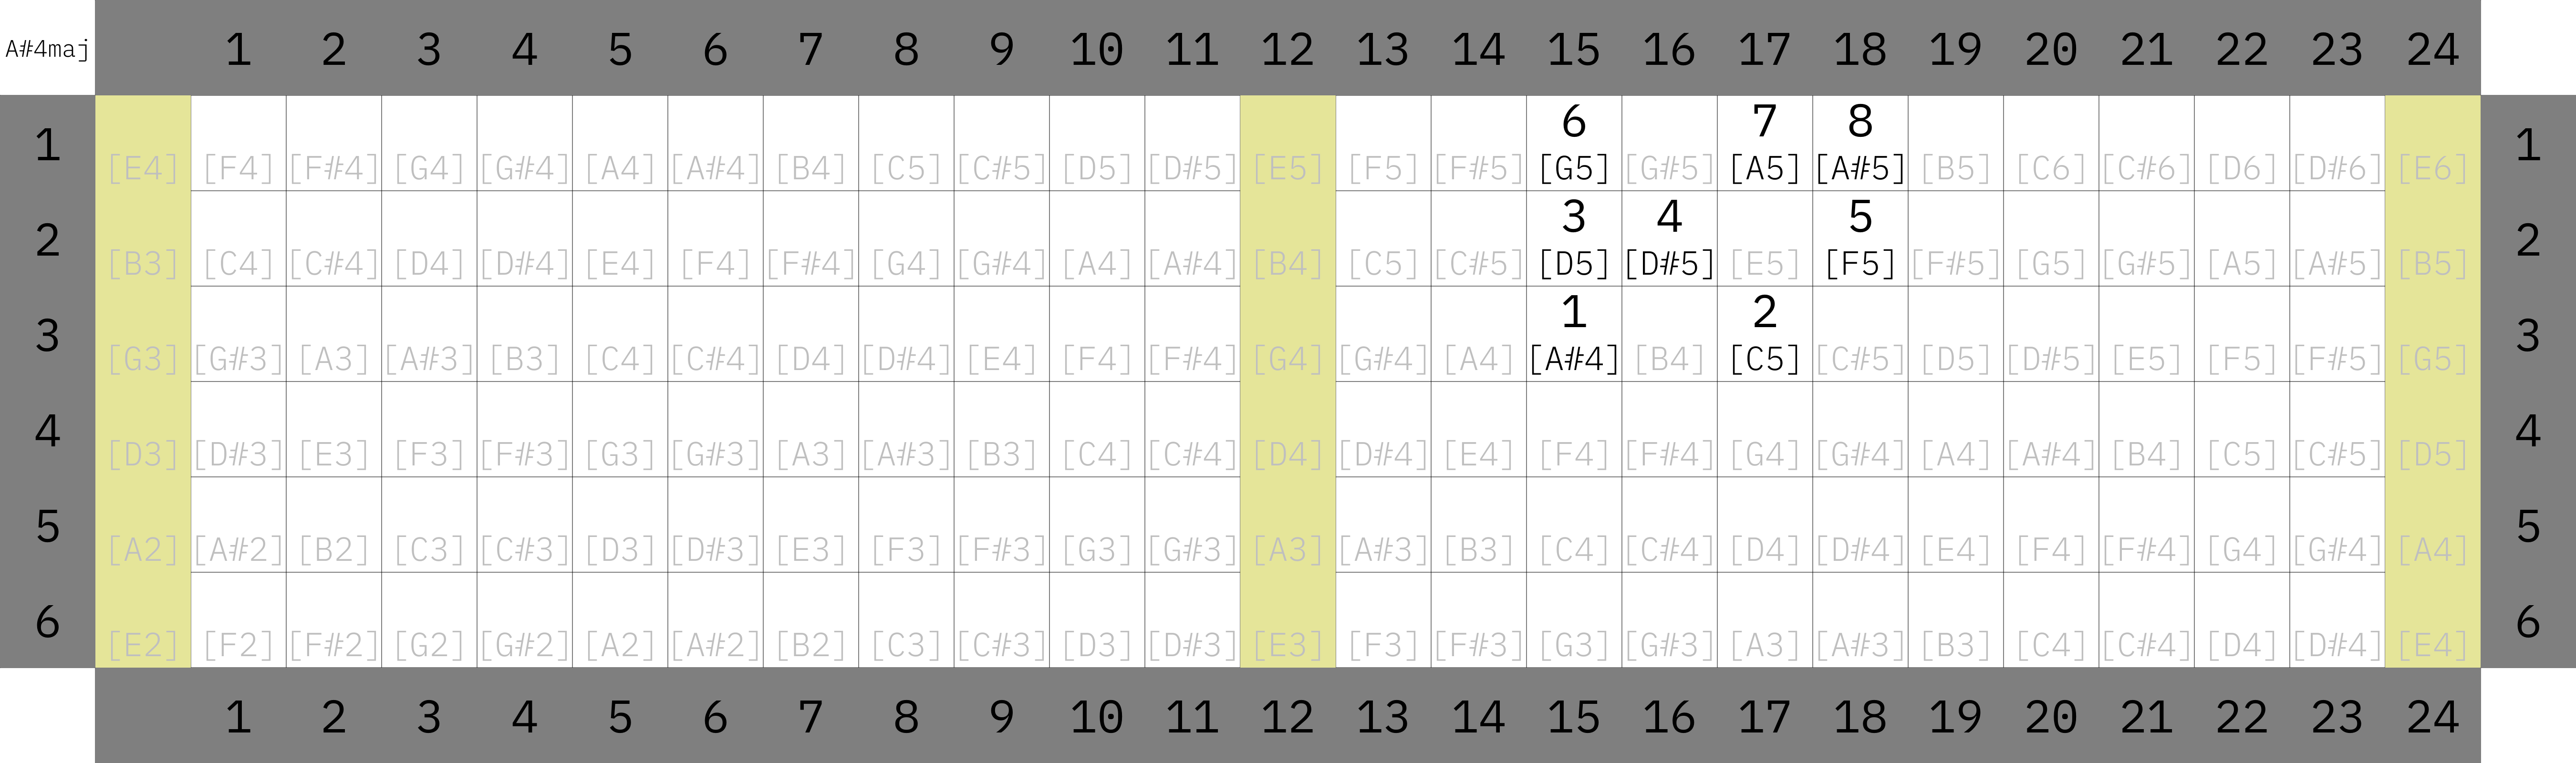 A#4maj 1 2 3 4 5 6 7 8 9 10 11 12 13 14 15 16 17 18 19 20 21 22 23 24
6 7 8
1 [E4] [F4] [F#4] [G4] [G#4] [A4] [A#4] [B4] [C5] [C#5] [D5] [D#5] [E5] [F5] [F#5] [G5] [G#5] [A5] [A#5] [B5] [C6] [C#6] [D6] [D#6] [E6] 1
3 4 5
2 [B3] [C4] [C#4] [D4] [D#4] [E4] [F4] [F#4] [G4] [G#4] [A4] [A#4] [B4] [C5] [C#5] [D5] [D#5] [E5] [F5] [F#5] [G5] [G#5] [A5] [A#5] [B5] 2
1 2
3 [G3] [G#3] [A3] [A#3] [B3] [C4] [C#4] [D4] [D#4] [E4] [F4] [F#4] [G4] [G#4] [A4] [A#4] [B4] [C5] [C#5] [D5] [D#5] [E5] [F5] [F#5] [G5] 3
4 [D3] [D#3] [E3] [F3] [F#3] [G3] [G#3] [A3] [A#3] [B3] [C4] [C#4] [D4] [D#4] [E4] [F4] [F#4] [G4] [G#4] [A4] [A#4] [B4] [C5] [C#5] [D5] 4
5 [A2] [A#2] [B2] [C3] [C#3] [D3] [D#3] [E3] [F3] [F#3] [G3] [G#3] [A3] [A#3] [B3] [C4] [C#4] [D4] [D#4] [E4] [F4] [F#4] [G4] [G#4] [A4] 5
6 [E2] [F2] [F#2] [G2] [G#2] [A2] [A#2] [B2] [C3] [C#3] [D3] [D#3] [E3] [F3] [F#3] [G3] [G#3] [A3] [A#3] [B3] [C4] [C#4] [D4] [D#4] [E4] 6
1 2 3 4 5 6 7 8 9 10 11 12 13 14 15 16 17 18 19 20 21 22 23 24